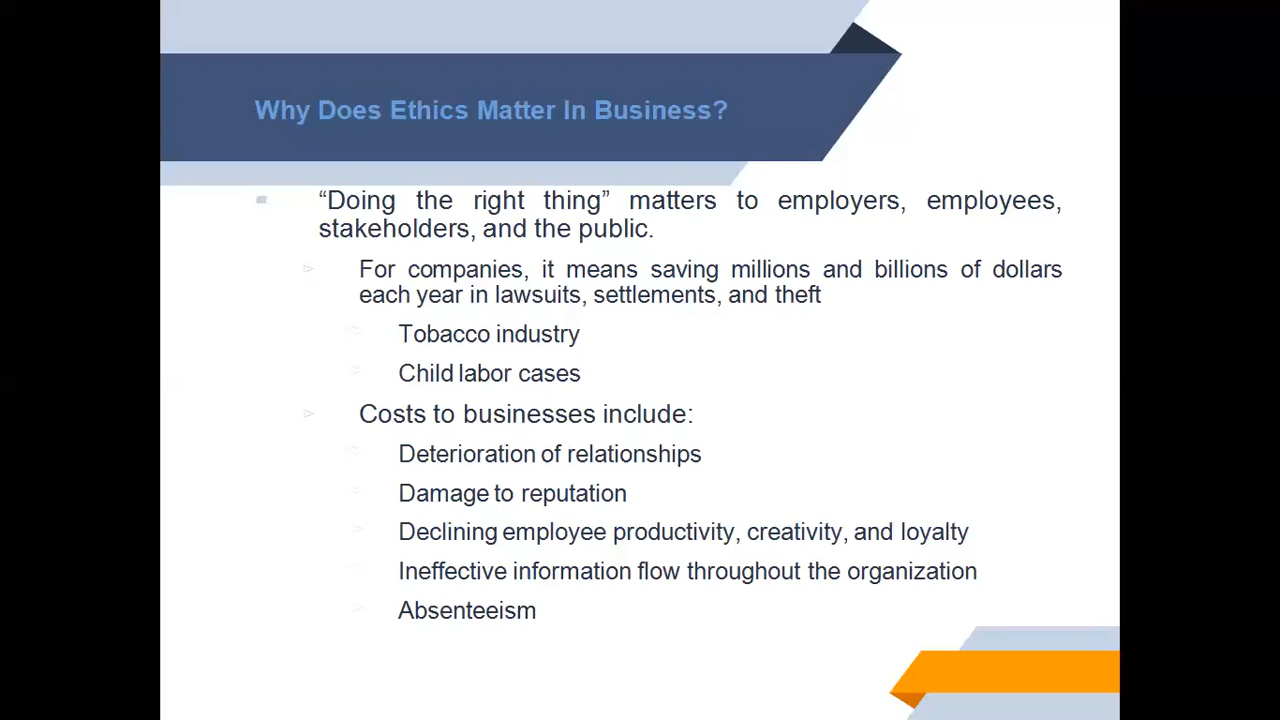 Why Does Ethics Matter In Business?
“Doing the right thing” matters to employers, employees,
stakeholders, and the public.
For companies, it means saving millions and billions of dollars
each year in lawsuits, settlements, and theft
Tobacco industry
Child labor cases
Costs to businesses include:
Deterioration of relationships
Damage to reputation
Declining employee productivity, creativity, and loyalty
Ineffective information flow throughout the organization
Absenteeism